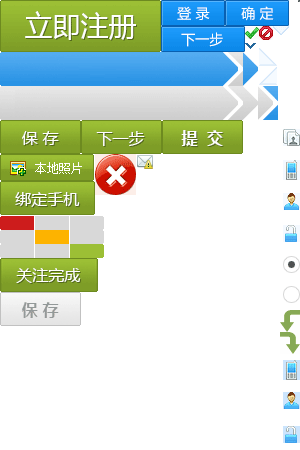 立即注册
登 录
确 定
下一步
保 存
下一步
提 交
本地照片
绑定手机
关注完成
保 存